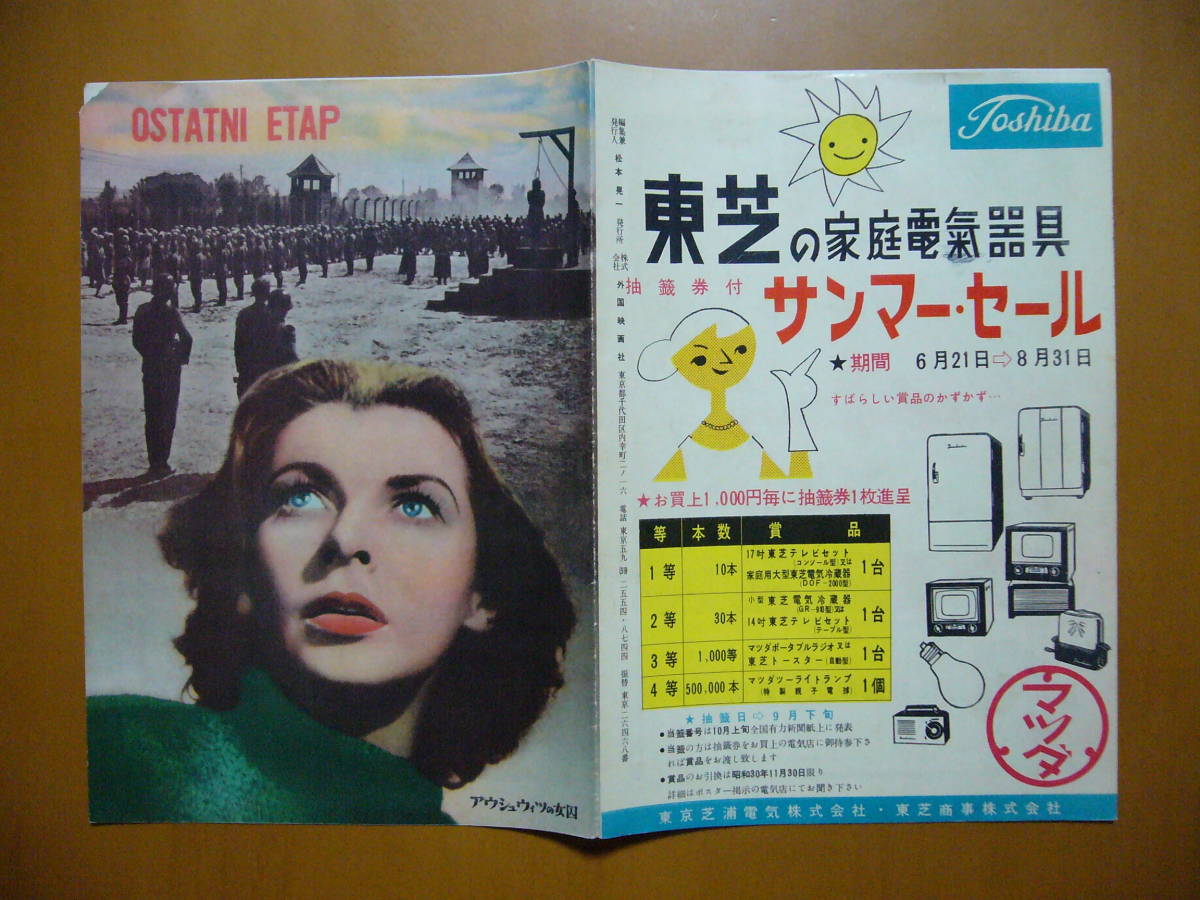 OSTATNI ETAP
アウシュウィツの女囚
編集兼
発行人
松本晃一
発行所
株式
会社
外国映画社
東京都千代田区内幸町二ノ一六
電話
東京五九
二五五四・八七四四
振替
東京二六四六八番
Toshiba
東芝の家庭電氣器具
抽籤券付
サンマー・セール
★期間 6月21日⇨8月31日
すばらしい賞品のかずかず…
★お買上1,000円毎に抽籤券1枚進呈
等 本数 賞品
1等 10本 17吋東芝テレビセット
(コンソール型)又は
家庭用大型東芝電気冷蔵器
(DOF-2000型)
1台
2等 30本 小型東芝電気冷蔵器
(GR-910型)又は
14吋東芝テレビセット
(テーブル型)
1台
3等 1,000等 マツダポータブルラジオ又は
東芝トースター(自動型)
1台
4等 500,000本 マツダツーライトランプ
(特製親子電球)
1個
★抽籤日⇨9月下旬
●当籤番号は10月上旬全国有力新聞紙上に発表
●当籤の方は抽籤券をお買上の電気店に御持参下さ
れば賞品をお渡し致します
●賞品のお引換は昭和30年11月30日限り
詳細はポスター掲示の電気店にてお聞き下さい
マツダ
東京芝浦電気株式会社・東芝商事株式会社